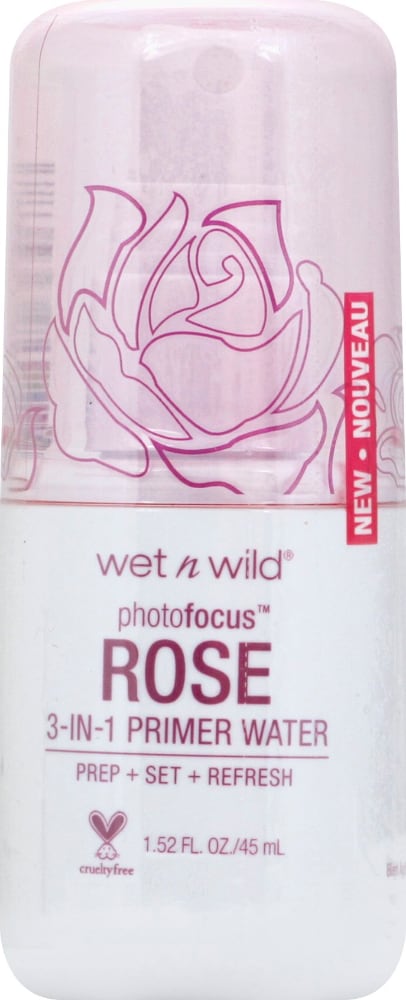 NEW • NOUVEAU
wet n wild®
photofocus™
ROSE
3-IN-1 PRIMER WATER
PREP + SET + REFRESH
1.52 FL. OZ./45 mL
crueltyfree